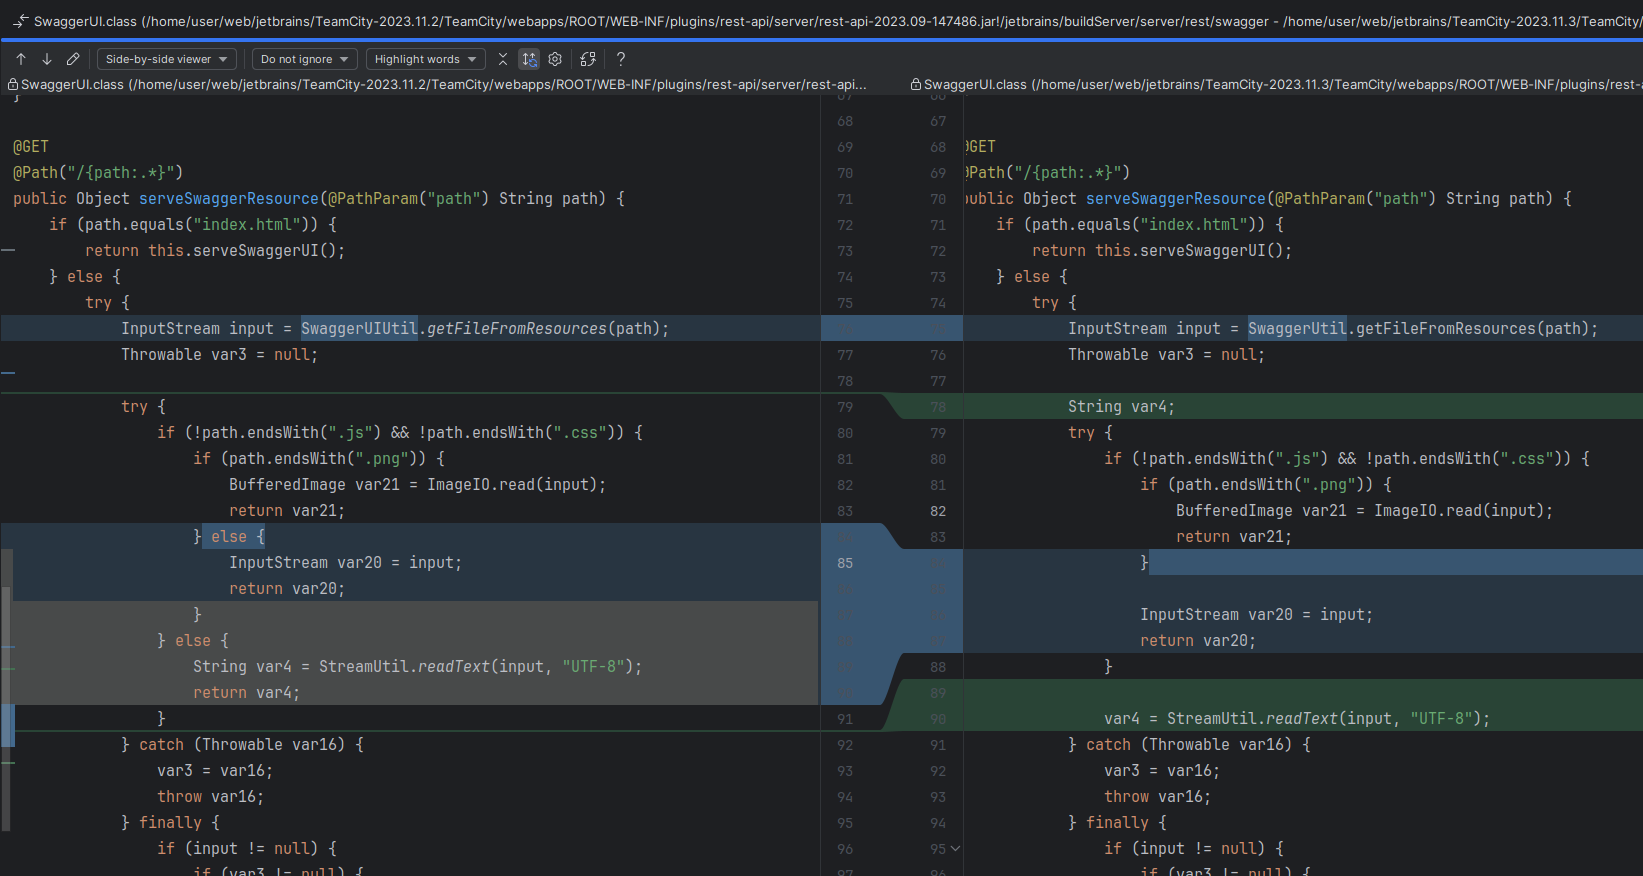 SwaggerUI.class (/home/user/web/jetbrains/TeamCity-2023.11.2/TeamCity/webapps/ROOT/WEB-INF/plugins/rest-api/server/rest-api-2023.09-147486.jar!/jetbrains/buildServer/server/rest/swagger - /home/user/web/jetbrains/TeamCity-2023.11.3/TeamCity/
Side-by-side viewer Do not ignore Highlight words ?
SwaggerUI.class (/home/user/web/jetbrains/TeamCity-2023.11.2/TeamCity/webapps/ROOT/WEB-INF/plugins/rest-api/server/rest-api...
}
68
@GET 69
@Path("/{path:.*}") 70
public Object serveSwaggerResource(@PathParam("path") String path) { 71
if (path.equals("index.html")) { 72
return this.serveSwaggerUI(); 73
} else { 74
try { 75
InputStream input = SwaggerUIUtil.getFileFromResources(path);
Throwable var3 = null; 77
78
try { 79
if (!path.endsWith(".js") && !path.endsWith(".css")) { 80
if (path.endsWith(".png")) { 81
BufferedImage var21 = ImageIO.read(input); 82
return var21; 83
} else {
InputStream var20 = input; 85
return var20;
}
} else {
String var4 = StreamUtil.readText(input, "UTF-8");
return var4;
} 91
} catch (Throwable var16) { 92
var3 = var16; 93
throw var16; 94
} finally { 95
if (input != null) { 96
if (var3 != null) { 97
SwaggerUI.class (/home/user/web/jetbrains/TeamCity-2023.11.3/TeamCity/webapps/ROOT/WEB-INF/plugins/rest-
67
68 @GET
69 @Path("/{path:.*}")
70 public Object serveSwaggerResource(@PathParam("path") String path) {
71 if (path.equals("index.html")) {
72 return this.serveSwaggerUI();
73 } else {
74 try {
InputStream input = SwaggerUtil.getFileFromResources(path);
76 Throwable var3 = null;
77
78 String var4;
79 try {
80 if (!path.endsWith(".js") && !path.endsWith(".css")) {
81 if (path.endsWith(".png")) {
82 BufferedImage var21 = ImageIO.read(input);
83 return var21;
}
InputStream var20 = input;
return var20;
88 }
89
90 var4 = StreamUtil.readText(input, "UTF-8");
91 } catch (Throwable var16) {
92 var3 = var16;
93 throw var16;
94 } finally {
95 if (input != null) {
96 if (var3 != null) {